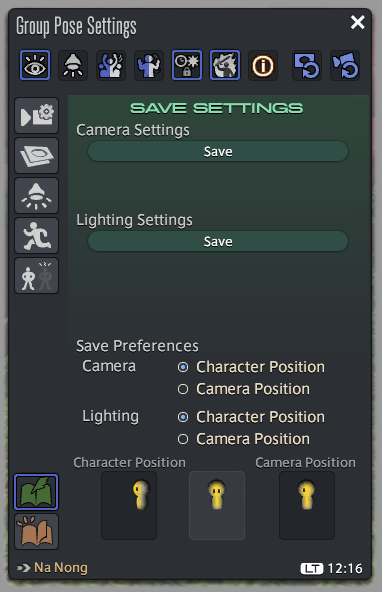 Group Pose Settings
SAVE SETTINGS
Camera Settings
Save
Lighting Settings
Save
Save Preferences
Camera Character Position
Camera Position
Lighting Character Position
Camera Position
Character Position Camera Position
Na Nong LT 12:16